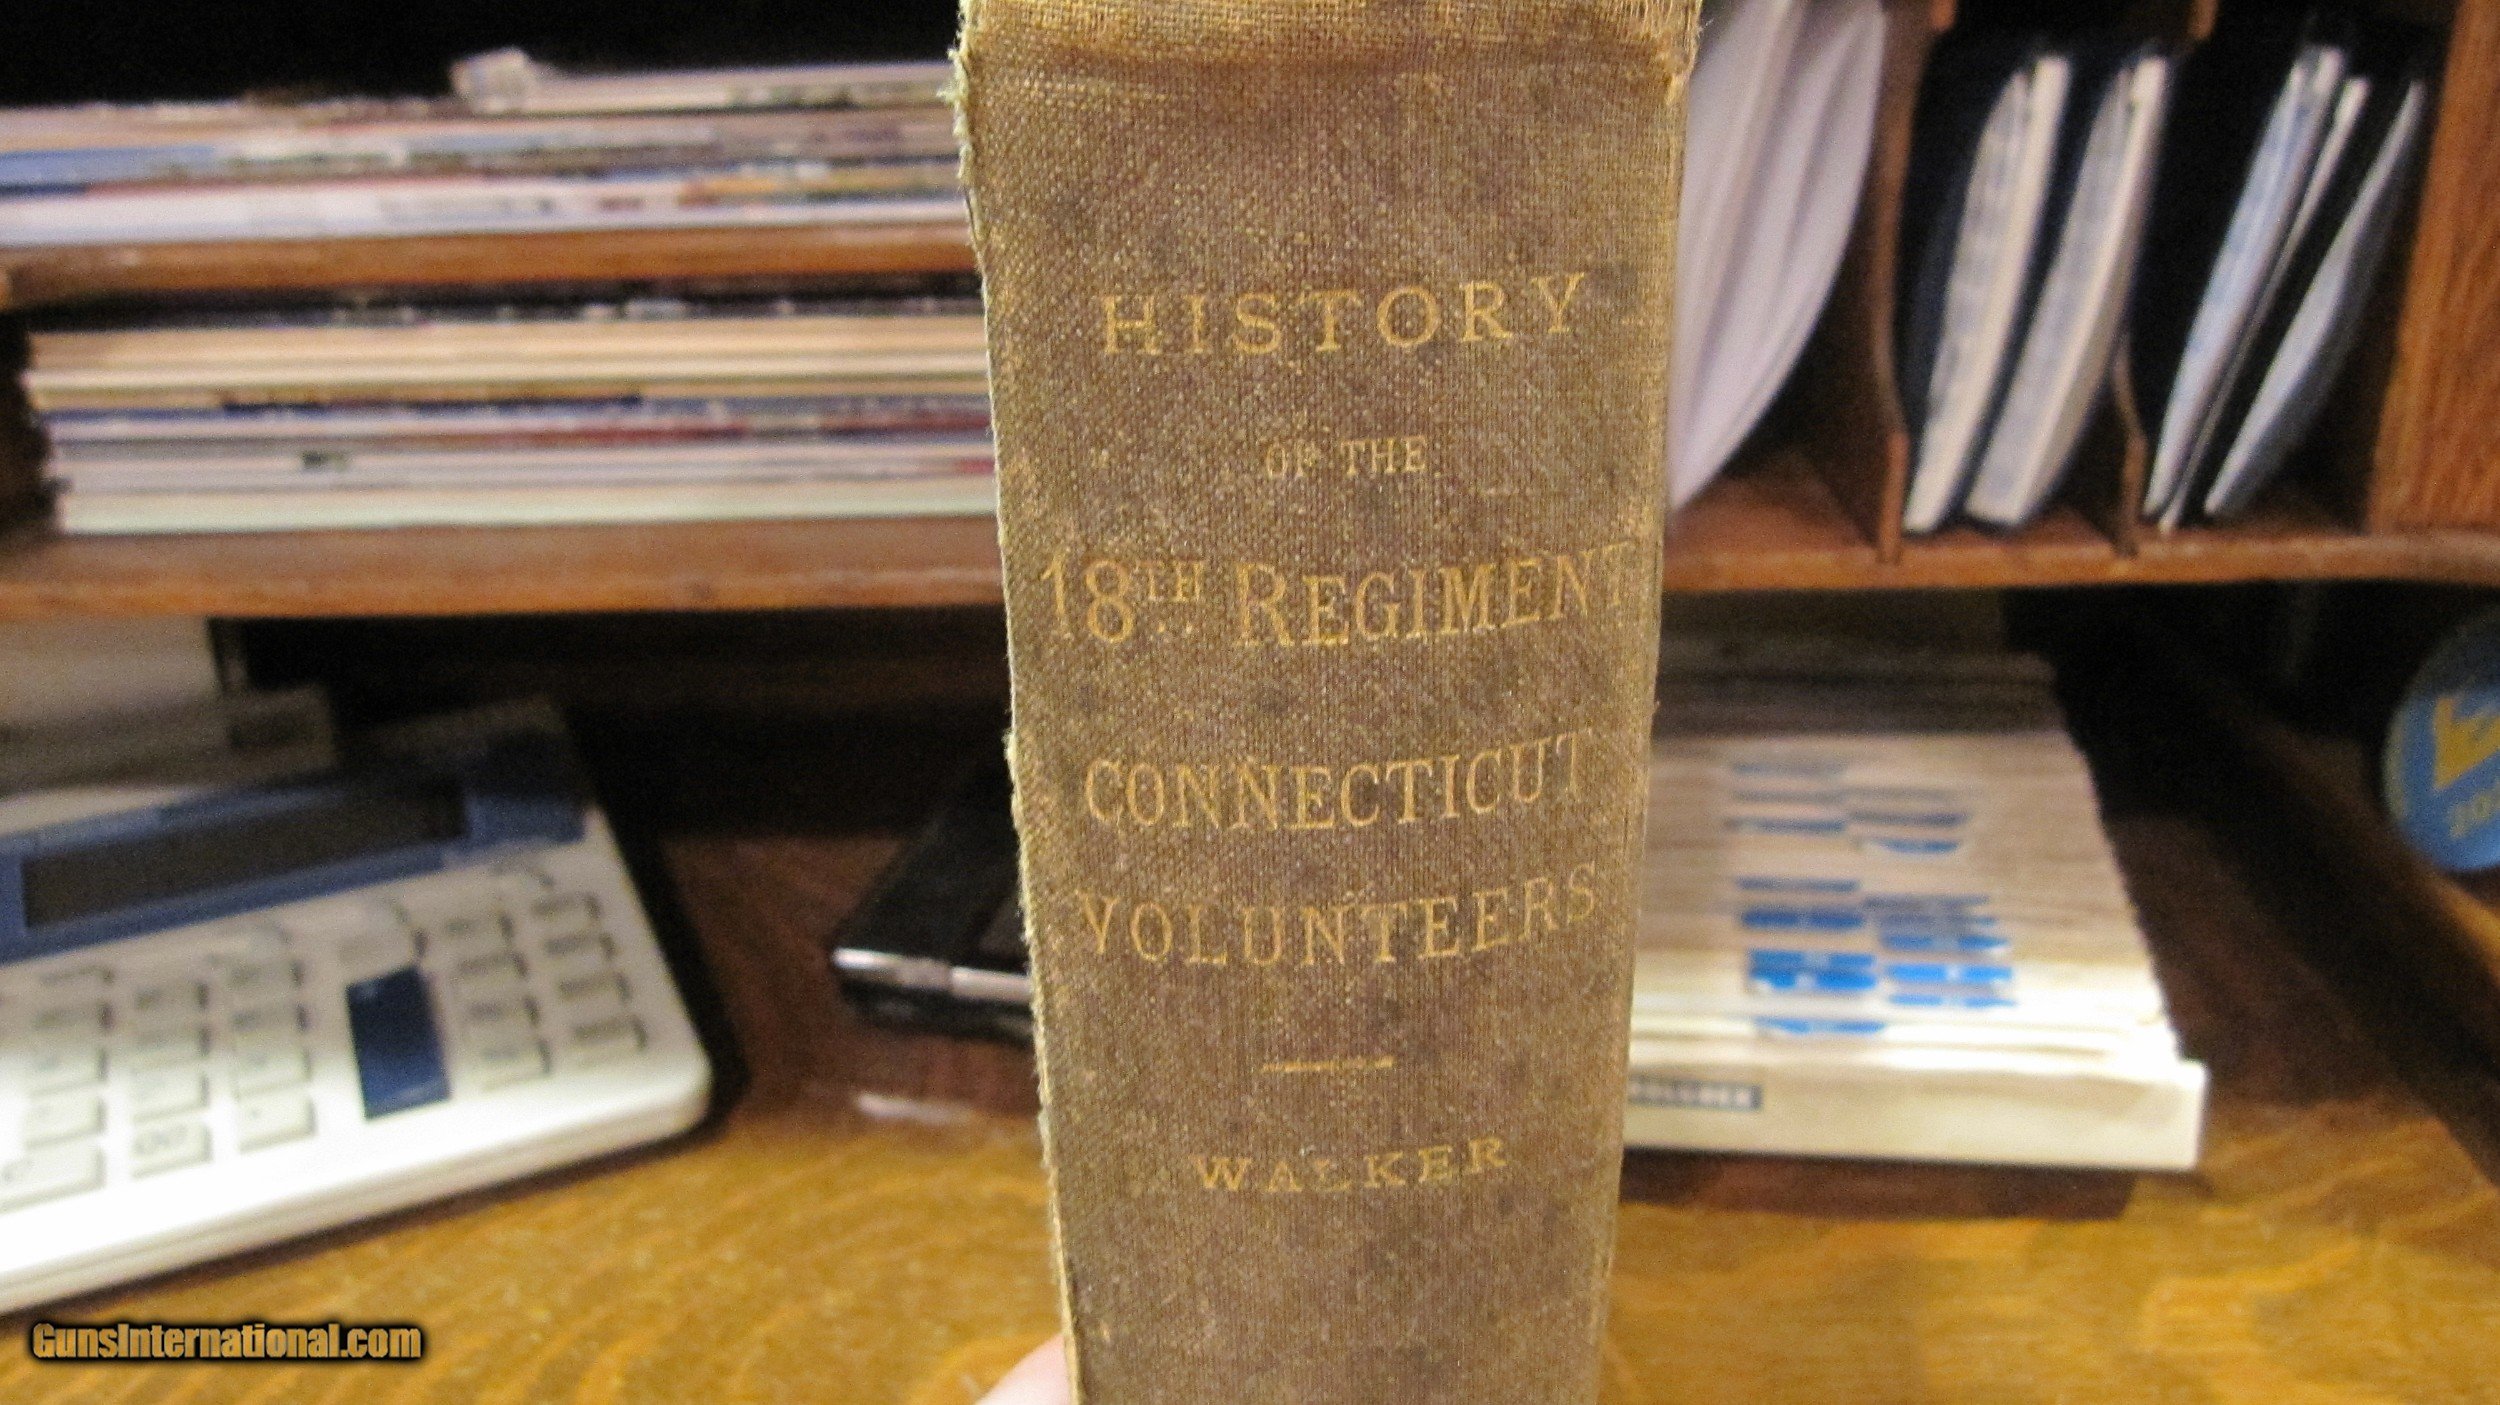 HISTORY
OF THE
18TH REGIMENT
CONNECTICUT
VOLUNTEERS
WALKER
GunsInternational.com